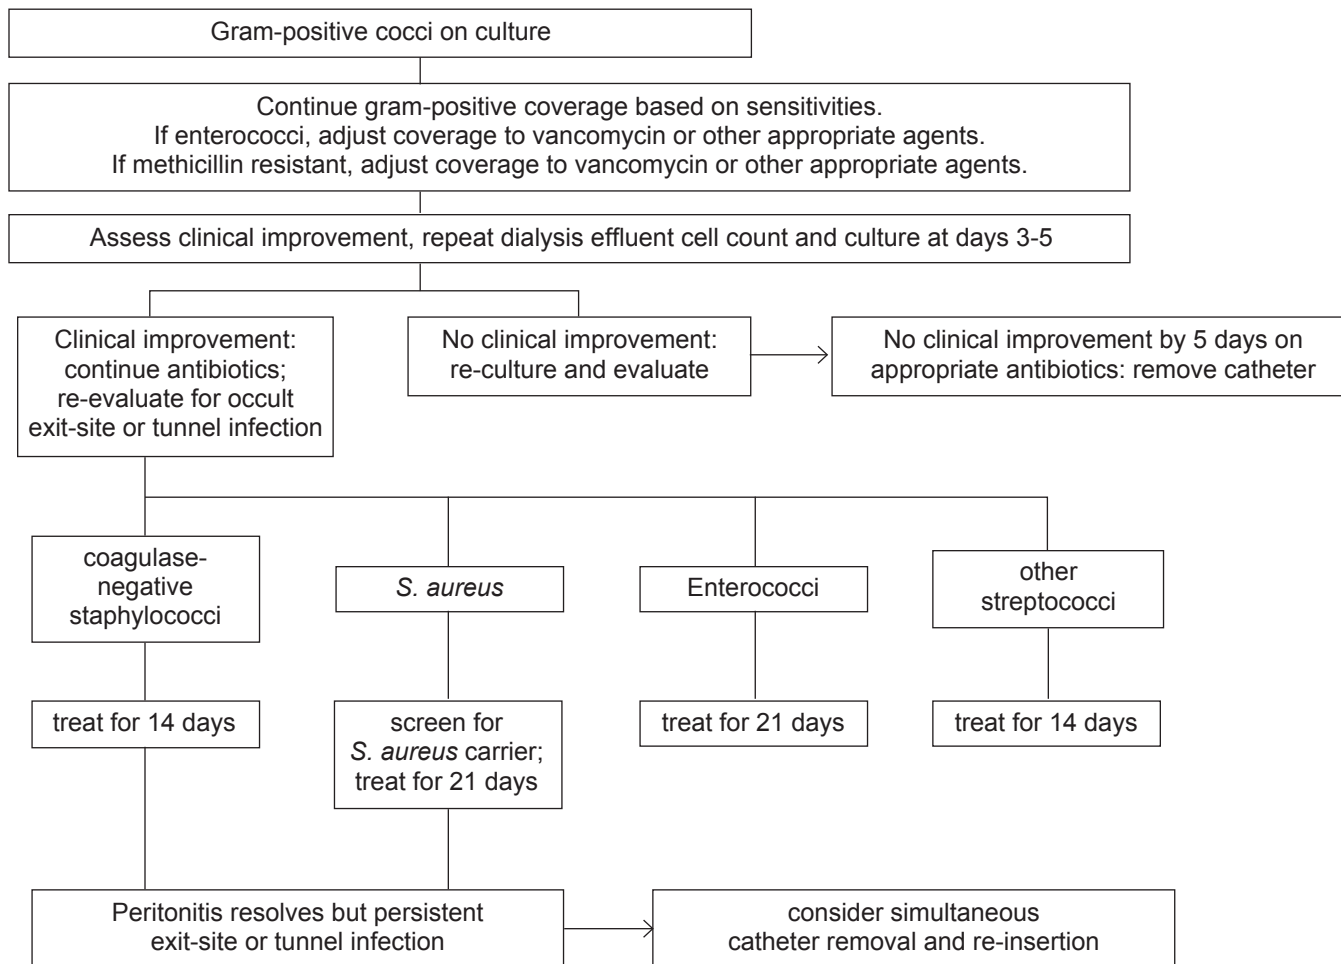 Gram-positive cocci on culture
Continue gram-positive coverage based on sensitivities.
If enterococci, adjust coverage to vancomycin or other appropriate agents.
If methicillin resistant, adjust coverage to vancomycin or other appropriate agents.
Assess clinical improvement, repeat dialysis effluent cell count and culture at days 3-5
Clinical improvement:
continue antibiotics;
re-evaluate for occult
exit-site or tunnel infection
No clinical improvement:
re-culture and evaluate
No clinical improvement by 5 days on
appropriate antibiotics: remove catheter
coagulase-
negative
staphylococci
S. aureus
Enterococci
other
streptococci
treat for 14 days
screen for
S. aureus carrier;
treat for 21 days
treat for 21 days
treat for 14 days
Peritonitis resolves but persistent
exit-site or tunnel infection
consider simultaneous
catheter removal and re-insertion